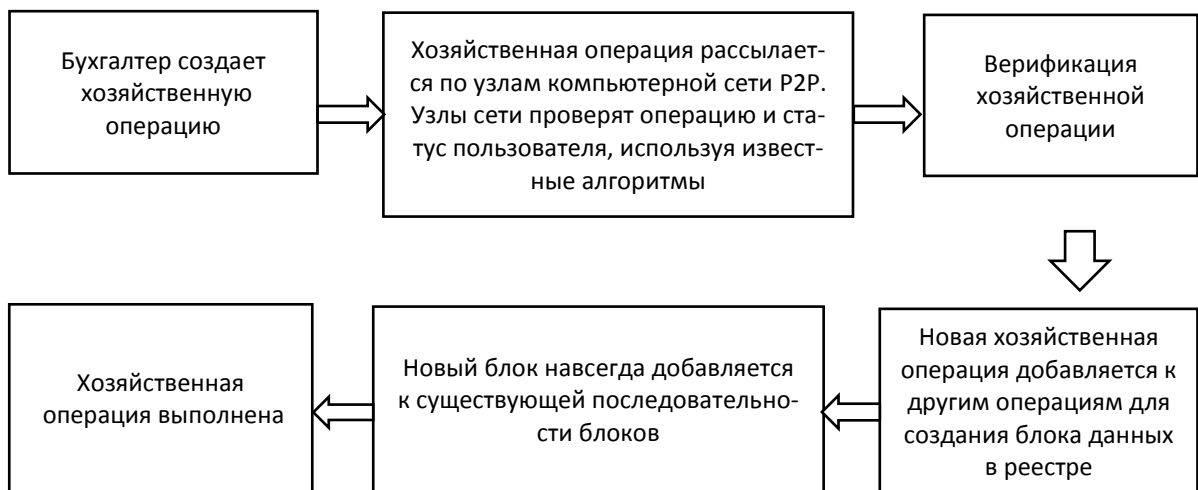 Бухгалтер создает
хозяйственную
операцию
Хозяйственная операция рассылает-
ся по узлам компьютерной сети P2P.
Узлы сети проверят операцию и ста-
тус пользователя, используя извест-
ные алгоритмы
Верификация
хозяйственной
операции
Новая хозяйственная
операция добавляется к
другим операциям для
создания блока данных
в реестре
Новый блок навсегда добавляется
к существующей последовательно-
сти блоков
Хозяйственная
операция выполнена